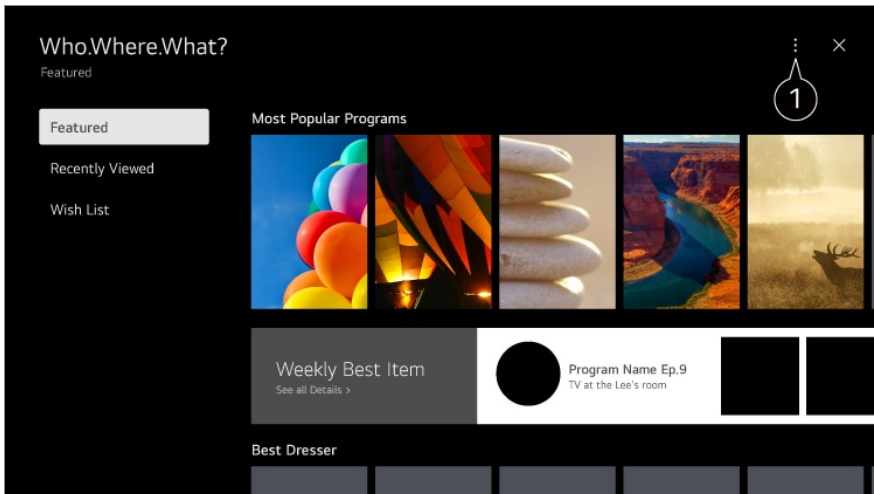 Who.Where.What?
Featured
1
Featured
Recently Viewed
Wish List
Most Popular Programs
Weekly Best Item
See all Details >
Program Name Ep.9
TV at the Lee's room
Best Dresser